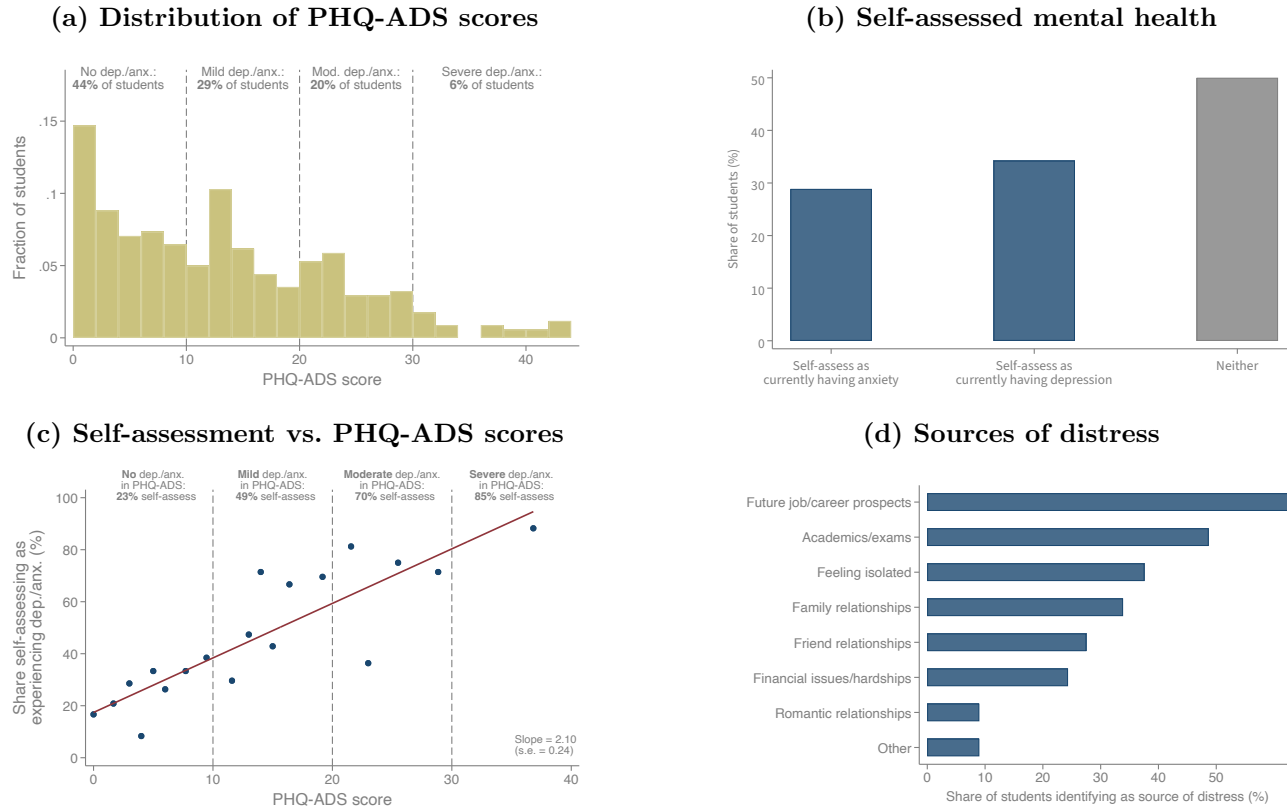 (a) Distribution of PHQ-ADS scores
No dep./anx.:
44% of students
Mild dep./anx.:
29% of students
Mod. dep./anx.:
20% of students
Severe dep./anx.:
6% of students
Fraction of students
.15
.1
.05
0
0
10
20
30
40
PHQ-ADS score
(b) Self-assessed mental health
Share of students (%)
50
40
30
20
10
0
Self-assess as
currently having anxiety
Self-assess as
currently having depression
Neither
(c) Self-assessment vs. PHQ-ADS scores
No dep./anx.
in PHQ-ADS:
23% self-assess
Mild dep./anx.
in PHQ-ADS:
49% self-assess
Moderate dep./anx.
in PHQ-ADS:
70% self-assess
Severe dep./anx.
in PHQ-ADS:
85% self-assess
Share self-assessing as
experiencing dep./anx. (%)
100
80
60
40
20
0
Slope = 2.10
(s.e. = 0.24)
0
10
20
30
40
PHQ-ADS score
(d) Sources of distress
Future job/career prospects
Academics/exams
Feeling isolated
Family relationships
Friend relationships
Financial issues/hardships
Romantic relationships
Other
0
10
20
30
40
50
Share of students identifying as source of distress (%)